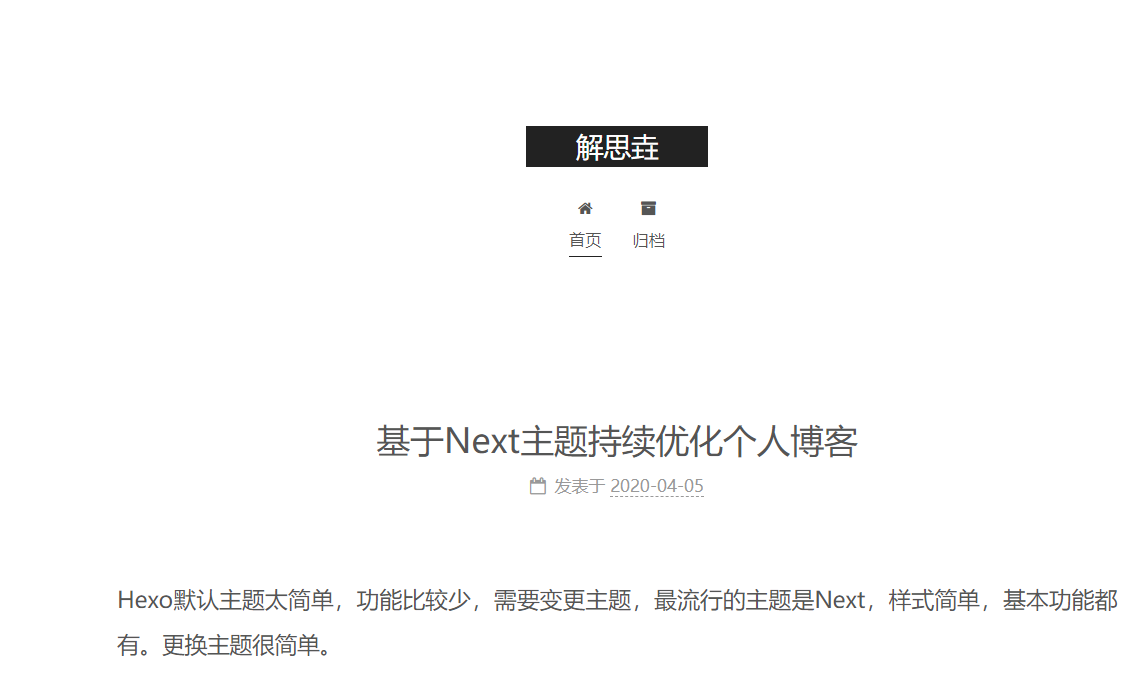 解思垚
首页 归档
基于Next主题持续优化个人博客
发表于 2020-04-05
Hexo默认主题太简单，功能比较少，需要变更主题，最流行的主题是Next，样式简单，基本功能都
有。更换主题很简单。